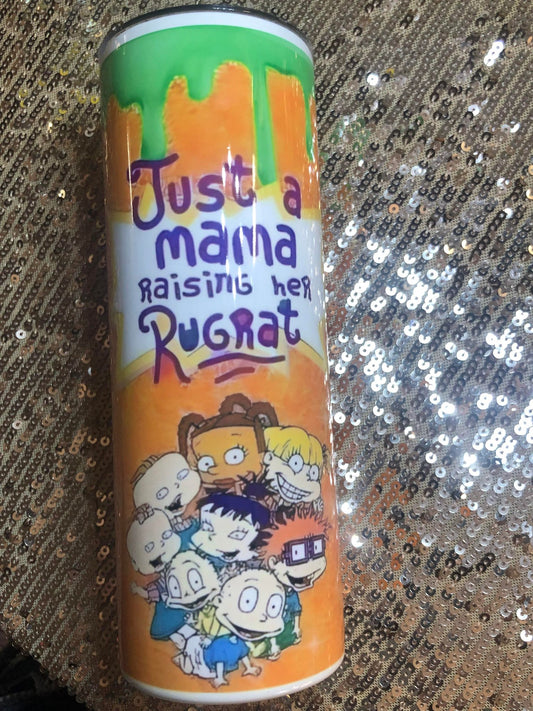 Just a
mama
Raising heR
RugRat